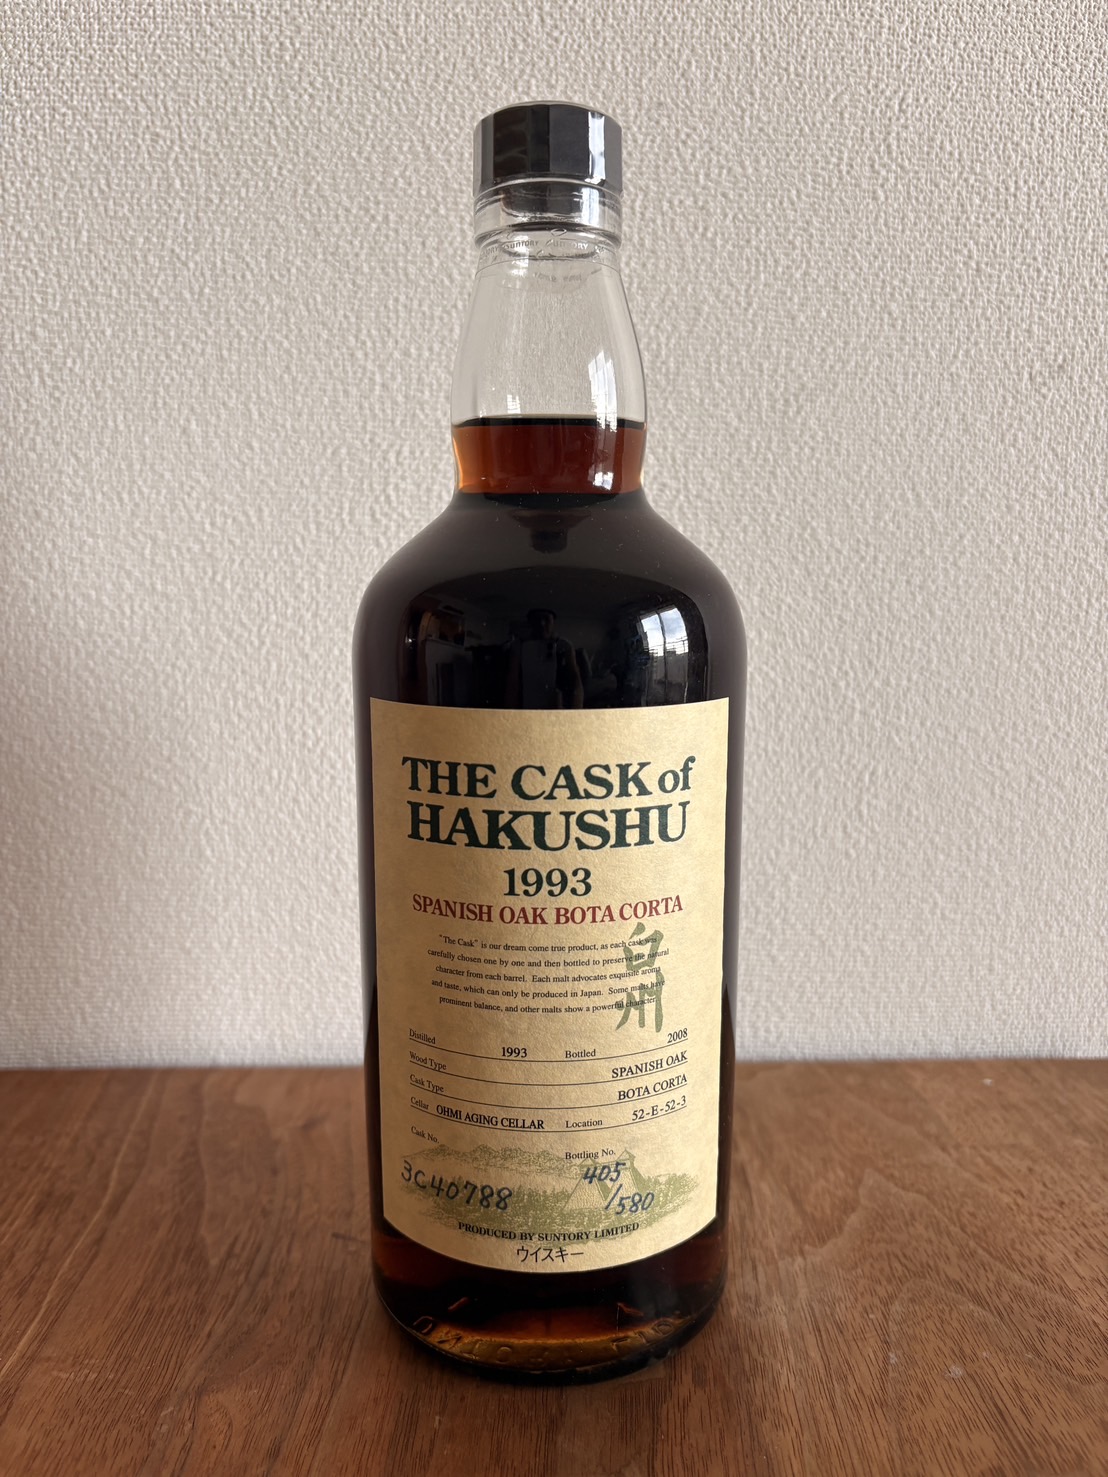 SUNTORY SUNTORY
THE CASK of
HAKUSHU
1993
SPANISH OAK BOTA CORTA
"The Cask" is our dream come true product, as each cask was
carefully chosen one by one and then bottled to preserve the natural
character from each barrel. Each malt advocates exquisite aroma
and taste, which can only be produced in Japan. Some malts have
prominent balance, and other malts show a powerful character.
白州
Distilled 1993 Bottled 2008
Wood Type SPANISH OAK
Cask Type BOTA CORTA
Cellar OHMI AGING CELLAR Location 52-E-52-3
Cask No. Bottling No.
3C40788 405/580
PRODUCED BY SUNTORY LIMITED
ウイスキー